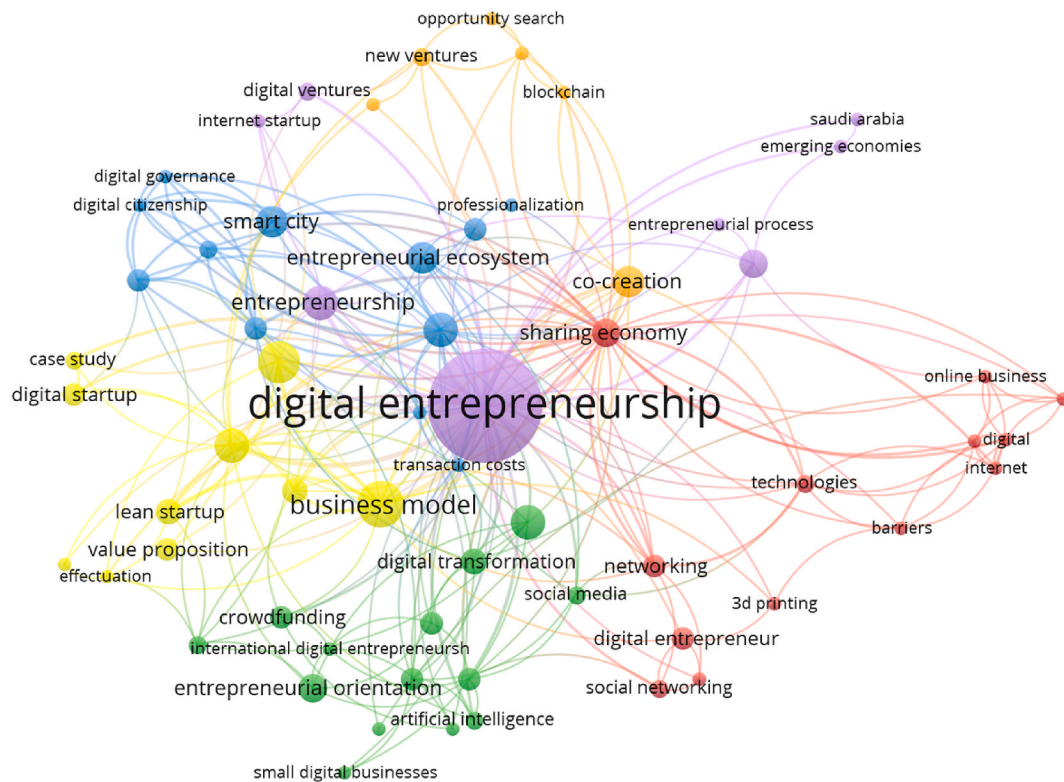 opportunity search
new ventures
digital ventures
blockchain
internet startup
saudi arabia
emerging economies
digital governance
digital citizenship
professionalization
smart city
entrepreneurial process
entrepreneurial ecosystem
co-creation
entrepreneurship
sharing economy
case study
digital startup
online business
digital entrepreneurship
digital
internet
transaction costs
technologies
business model
lean startup
barriers
value proposition
digital transformation
networking
effectuation
social media
3d printing
crowdfunding
digital entrepreneur
international digital entrepreneursh
entrepreneurial orientation
social networking
artificial intelligence
small digital businesses